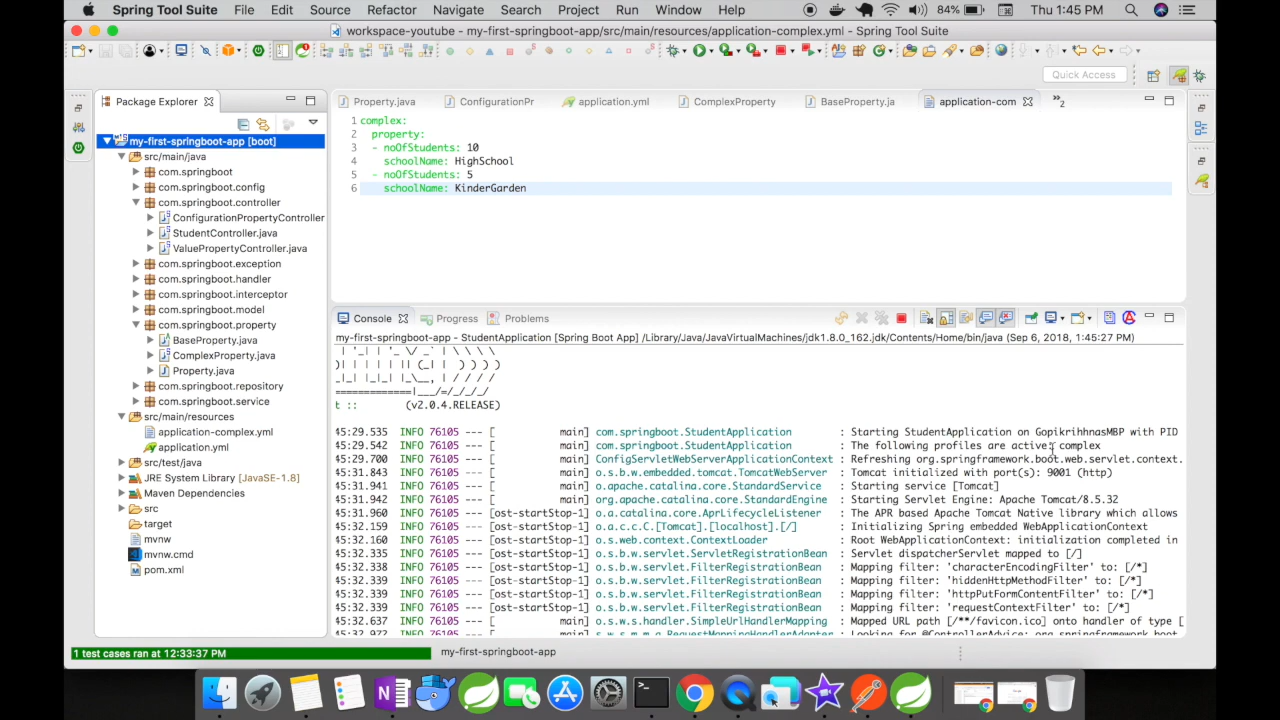 Spring Tool Suite File Edit Source Refactor Navigate Search Project Run Window Help 84% Thu 1:45 PM
workspace-youtube - my-first-springboot-app/src/main/resources/application-complex.yml - Spring Tool Suite
Quick Access
Package Explorer
my-first-springboot-app [boot]
src/main/java
com.springboot
com.springboot.config
com.springboot.controller
ConfigurationPropertyController
StudentController.java
ValuePropertyController.java
com.springboot.exception
com.springboot.handler
com.springboot.interceptor
com.springboot.model
com.springboot.property
BaseProperty.java
ComplexProperty.java
Property.java
com.springboot.repository
com.springboot.service
src/main/resources
application-complex.yml
application.yml
src/test/java
JRE System Library [JavaSE-1.8]
Maven Dependencies
src
target
mvnw
mvnw.cmd
pom.xml
Property.java ConfigurationPr application.yml ComplexProperty BaseProperty.ja application-com 2
1 complex:
2 property:
3 - noOfStudents: 10
4 schoolName: HighSchool
5 - noOfStudents: 5
6 schoolName: KinderGarden
Console Progress Problems
my-first-springboot-app - StudentApplication [Spring Boot App] /Library/Java/JavaVirtualMachines/jdk1.8.0_162.jdk/Contents/Home/bin/java (Sep 6, 2018, 1:45:27 PM)
t :: (v2.0.4.RELEASE)
45:29.535 INFO 76105 --- [ main] com.springboot.StudentApplication : Starting StudentApplication on GopikrihhnasMBP with PID
45:29.542 INFO 76105 --- [ main] com.springboot.StudentApplication : The following profiles are active: complex
45:29.700 INFO 76105 --- [ main] ConfigServletWebServerApplicationContext : Refreshing org.springframework.boot.web.servlet.context.
45:31.843 INFO 76105 --- [ main] o.s.b.w.embedded.tomcat.TomcatWebServer : Tomcat initialized with port(s): 9001 (http)
45:31.941 INFO 76105 --- [ main] o.apache.catalina.core.StandardService : Starting service [Tomcat]
45:31.942 INFO 76105 --- [ main] org.apache.catalina.core.StandardEngine : Starting Servlet Engine: Apache Tomcat/8.5.32
45:31.960 INFO 76105 --- [ost-startStop-1] o.a.catalina.core.AprLifecycleListener : The APR based Apache Tomcat Native library which allows
45:32.159 INFO 76105 --- [ost-startStop-1] o.a.c.c.C.[Tomcat].[localhost].[/] : Initializing Spring embedded WebApplicationContext
45:32.160 INFO 76105 --- [ost-startStop-1] o.s.web.context.ContextLoader : Root WebApplicationContext: initialization completed in
45:32.335 INFO 76105 --- [ost-startStop-1] o.s.b.w.servlet.ServletRegistrationBean : Servlet dispatcherServlet mapped to [/]
45:32.338 INFO 76105 --- [ost-startStop-1] o.s.b.w.servlet.FilterRegistrationBean : Mapping filter: 'characterEncodingFilter' to: [/*]
45:32.339 INFO 76105 --- [ost-startStop-1] o.s.b.w.servlet.FilterRegistrationBean : Mapping filter: 'hiddenHttpMethodFilter' to: [/*]
45:32.339 INFO 76105 --- [ost-startStop-1] o.s.b.w.servlet.FilterRegistrationBean : Mapping filter: 'httpPutFormContentFilter' to: [/*]
45:32.339 INFO 76105 --- [ost-startStop-1] o.s.b.w.servlet.FilterRegistrationBean : Mapping filter: 'requestContextFilter' to: [/*]
45:32.619 INFO 76105 --- [ main] o.s.w.s.handler.SimpleUrlHandlerMapping : Mapped URL path [/**/favicon.ico] onto handler of type [
45:32.972 INFO 76105 --- [ main] s.w.s.m.m.a.RequestMappingHandlerAdapter : Looking for @ControllerAdvice: org.springframework.boot
1 test cases ran at 12:33:37 PM my-first-springboot-app